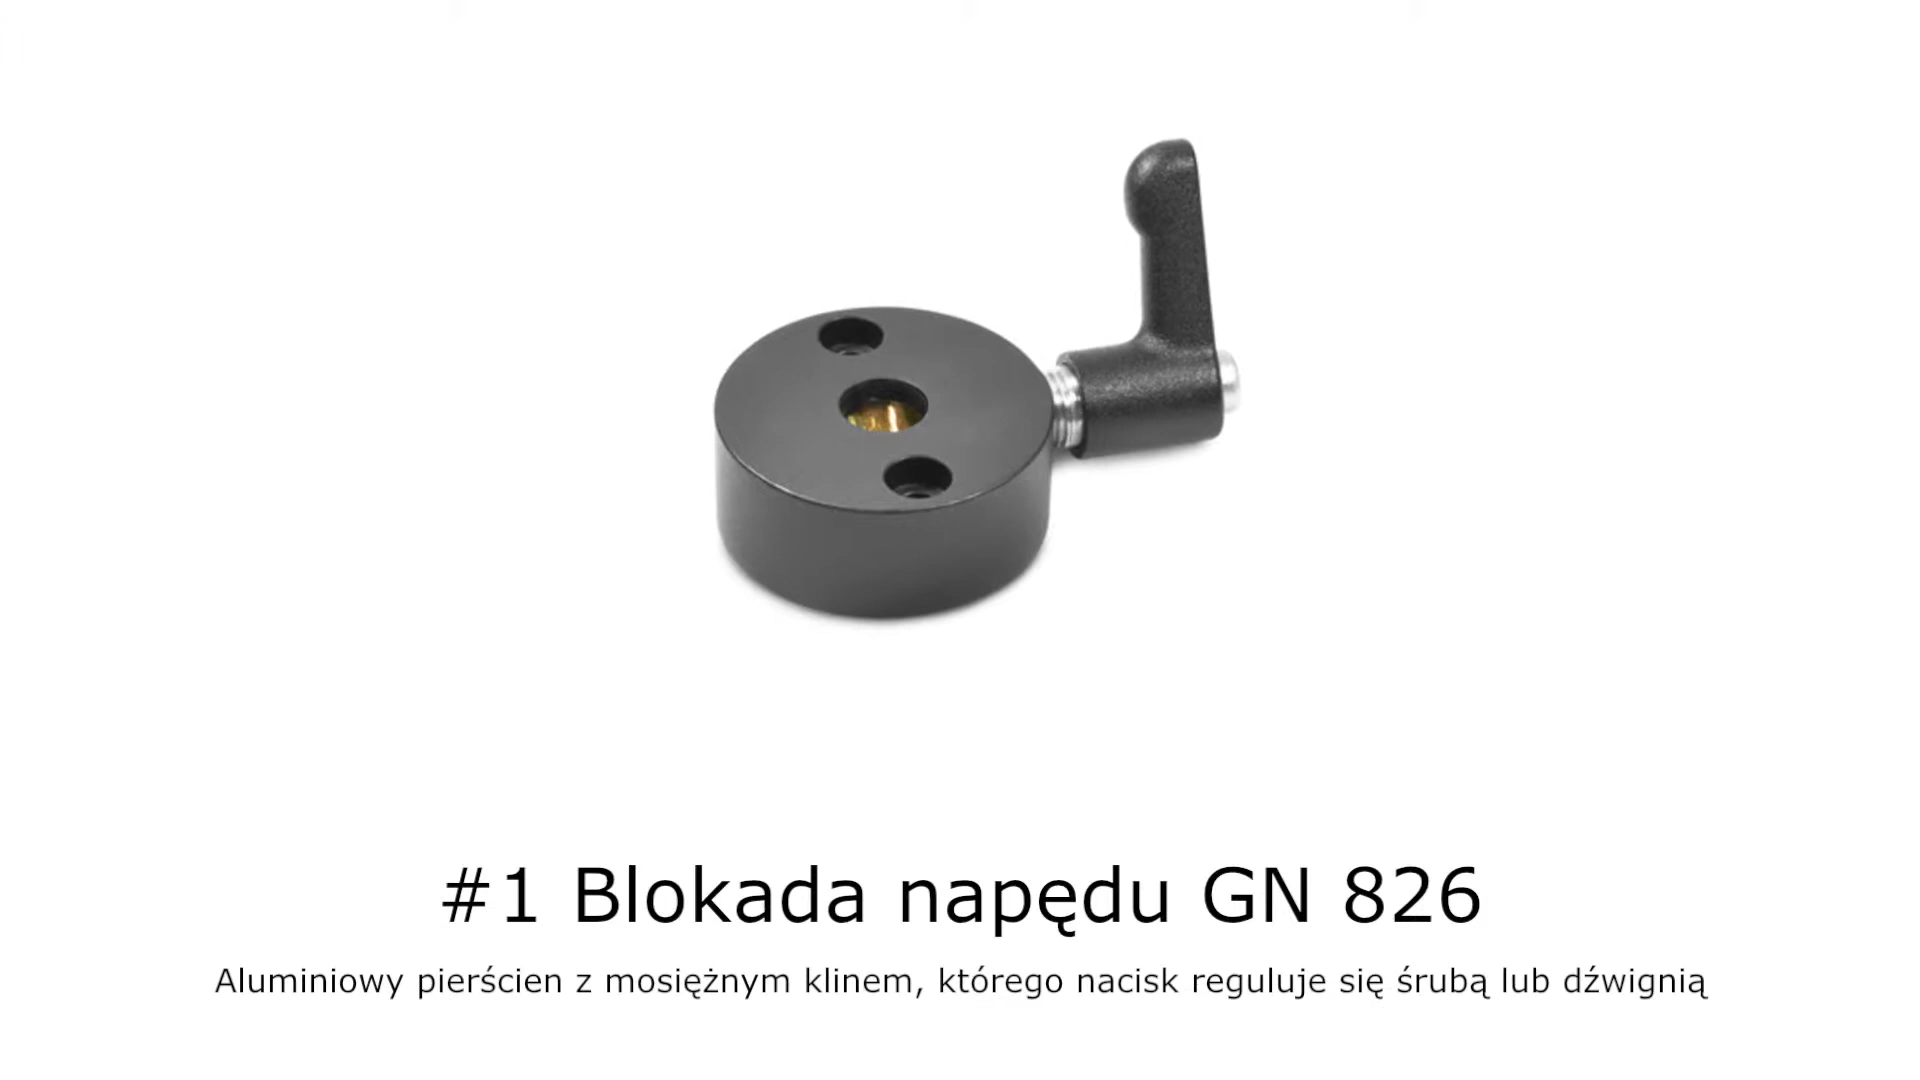 #1 Blokada napędu GN 826
Aluminiowy pierścien z mosiężnym klinem, którego nacisk reguluje się śrubą lub dźwignią